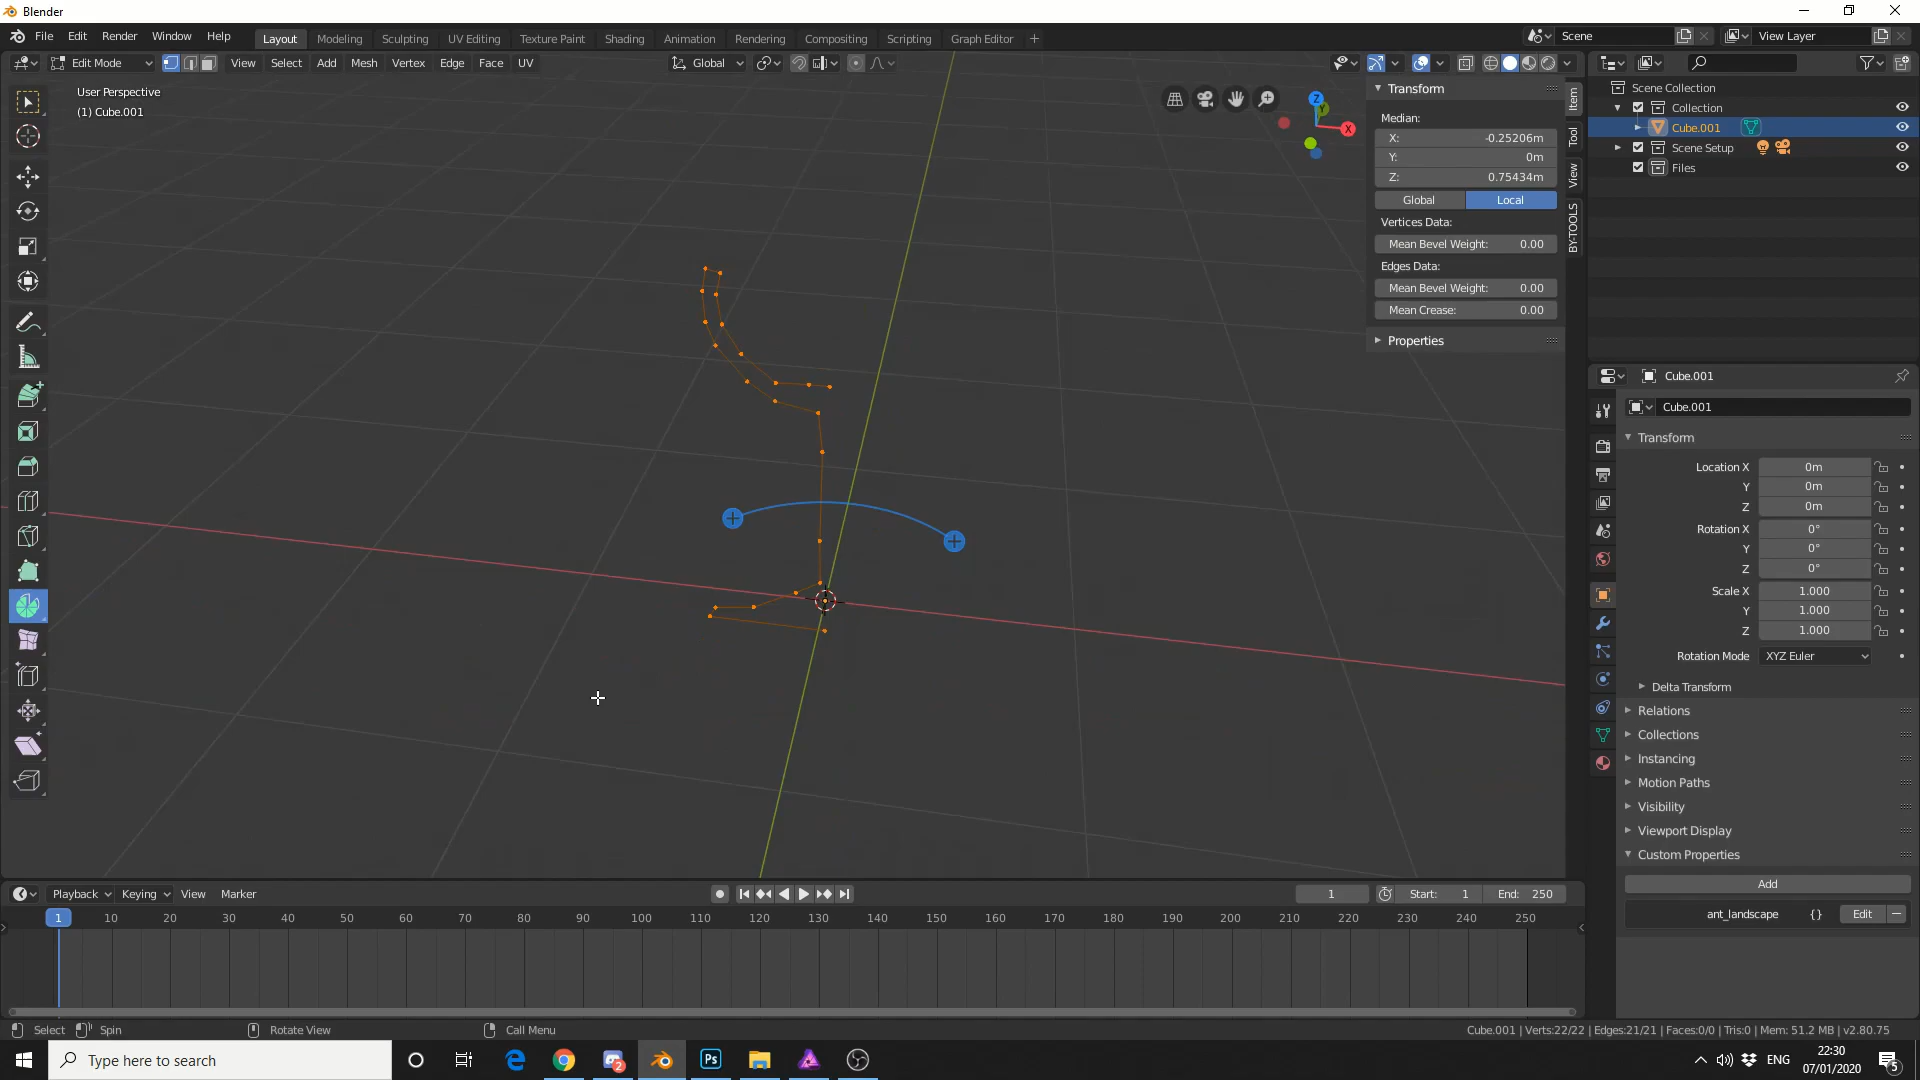 Blender
File Edit Render Window Help
Layout Modeling Sculpting UV Editing Texture Paint Shading Animation Rendering Compositing Scripting Graph Editor +
Scene
View Layer
Edit Mode
View Select Add Mesh Vertex Edge Face UV
Global
User Perspective
(1) Cube.001
Z
Y
X
Transform
Median:
X: -0.25206m
Y: 0m
Z: 0.75434m
Global Local
Vertices Data:
Mean Bevel Weight: 0.00
Edges Data:
Mean Bevel Weight: 0.00
Mean Crease: 0.00
Properties
Item
Tool
View
BY-TOOLS
Scene Collection
Collection
Cube.001
Scene Setup
Files
Cube.001
Cube.001
Transform
Location X 0m
Y 0m
Z 0m
Rotation X 0°
Y 0°
Z 0°
Scale X 1.000
Y 1.000
Z 1.000
Rotation Mode XYZ Euler
Delta Transform
Relations
Collections
Instancing
Motion Paths
Visibility
Viewport Display
Custom Properties
Add
ant_landscape {} Edit
Playback Keying View Marker
1 Start: 1 End: 250
1 10 20 30 40 50 60 70 80 90 100 110 120 130 140 150 160 170 180 190 200 210 220 230 240 250
Select Spin Rotate View Call Menu
Cube.001 | Verts:22/22 | Edges:21/21 | Faces:0/0 | Tris:0 | Mem: 51.2 MB | v2.80.75
Type here to search
2
Ps
ENG
22:30
07/01/2020
5